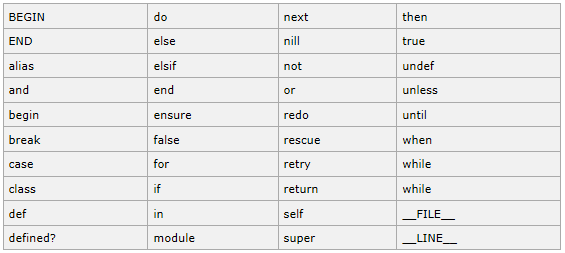 BEGIN do next then
END else nill true
alias elsif not undef
and end or unless
begin ensure redo until
break false rescue when
case for retry while
class if return while
def in self __FILE__
defined? module super __LINE__